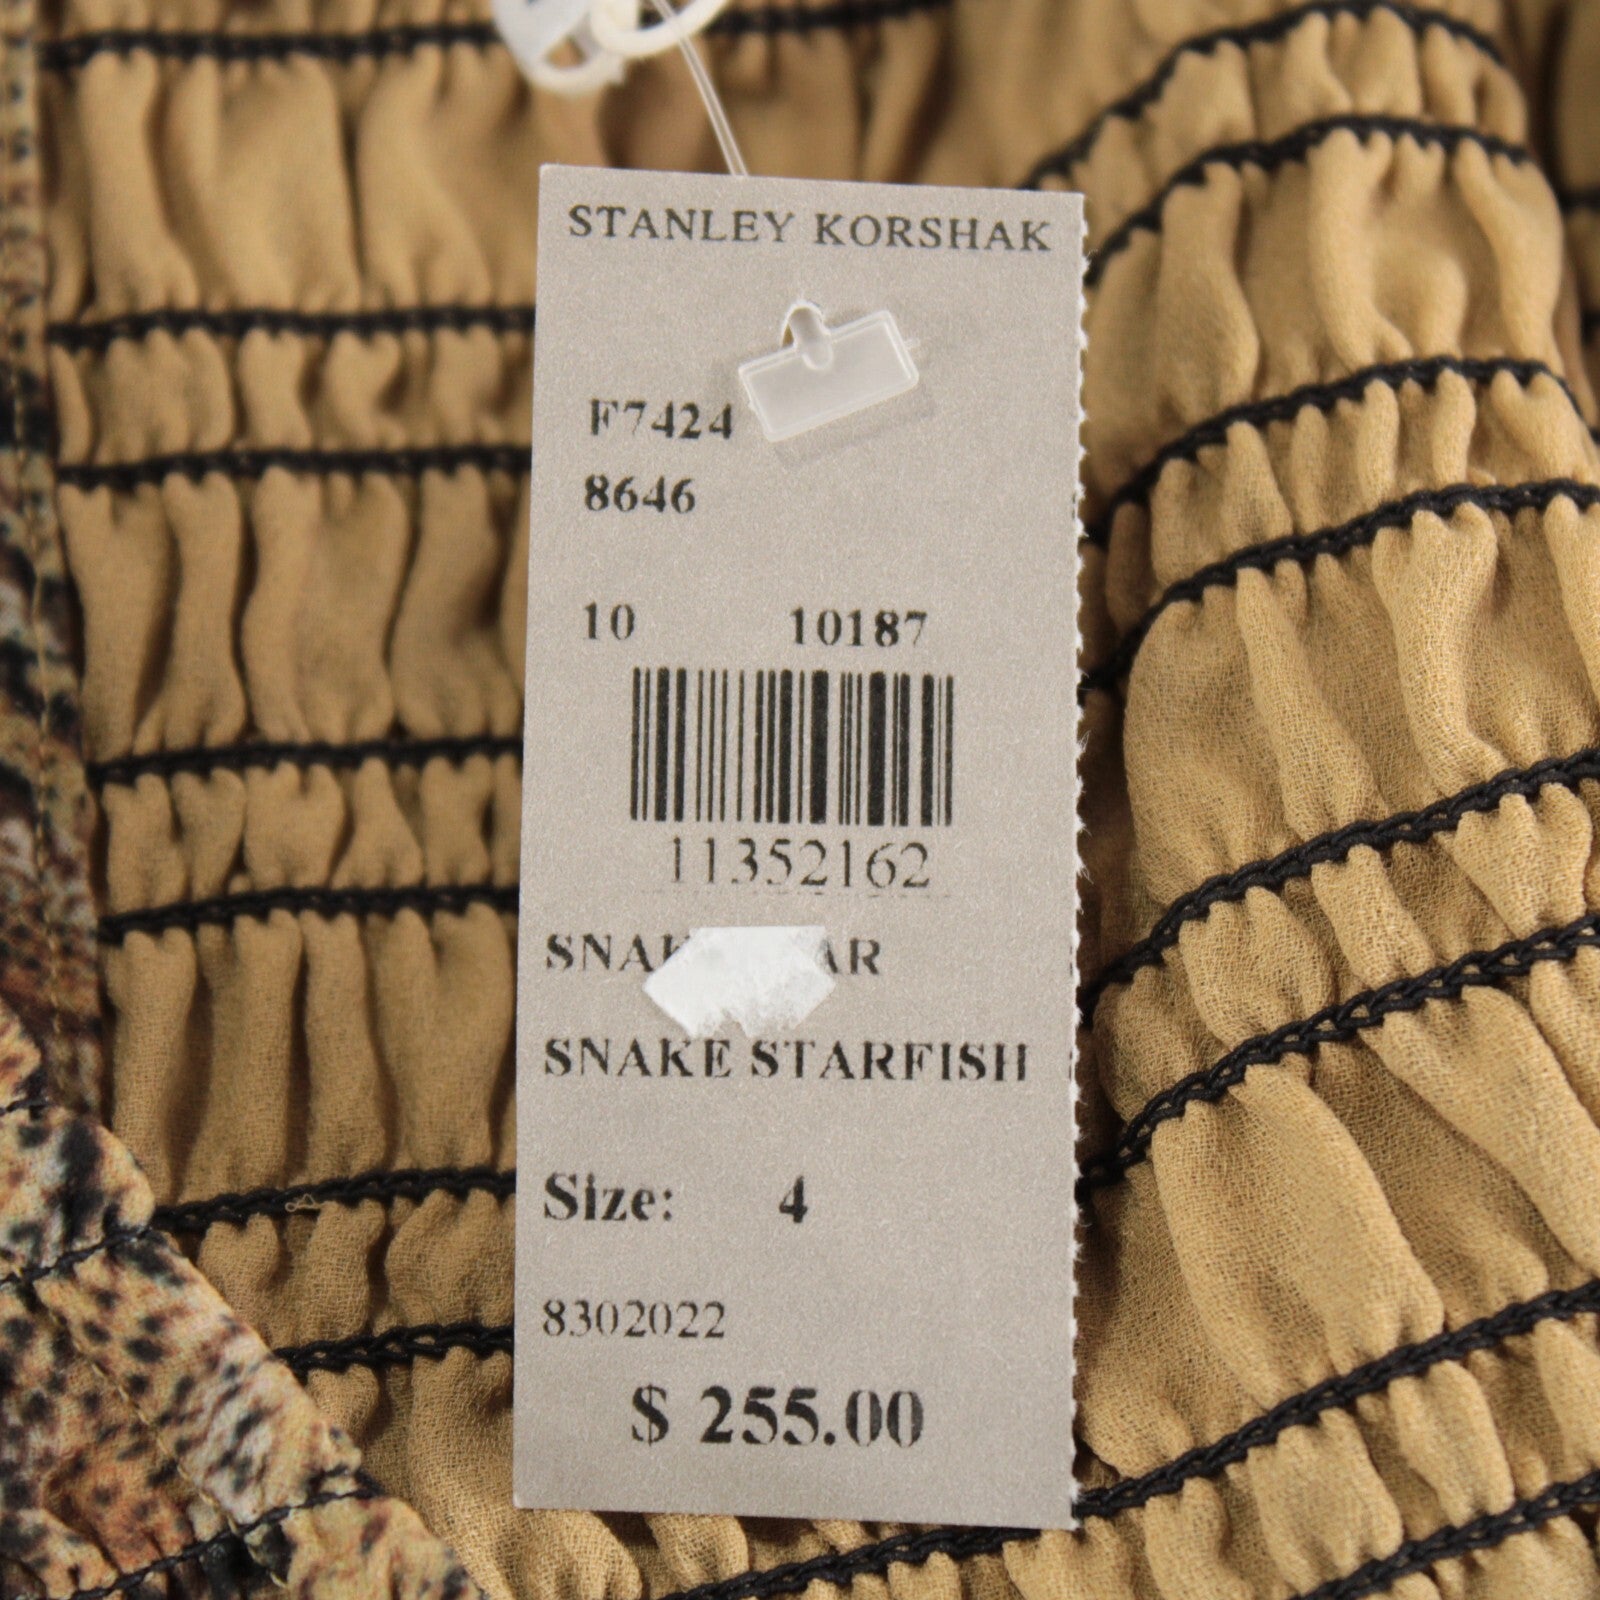 STANLEY KORSHAK
F7424
8646
10 10187
11352162
SNAKE STARFISH
Size: 4
8302022
$ 255.00